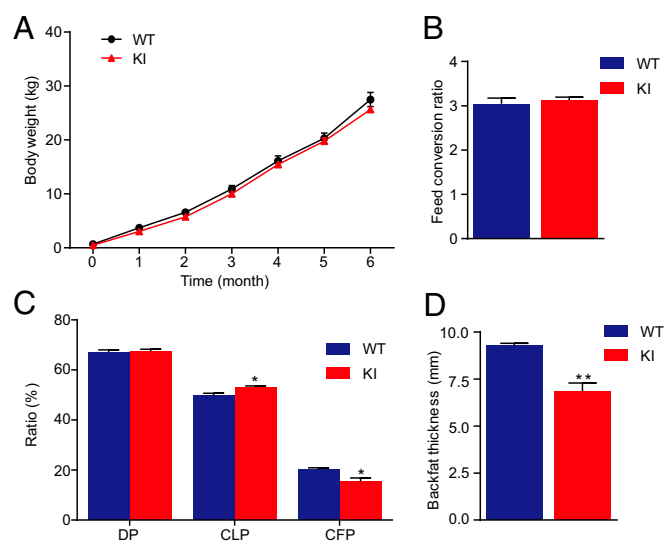 A
WT
KI
Body weight (kg)
40
30
20
10
0
0 1 2 3 4 5 6
Time (month)
B
WT
KI
Feed conversion ratio
4
3
2
1
0
C
WT
KI
Ratio (%)
80
60
40
20
0
*
*
DP CLP CFP
D
WT
KI
Backfat thickness (mm)
10.0
7.5
5.0
2.5
0.0
**